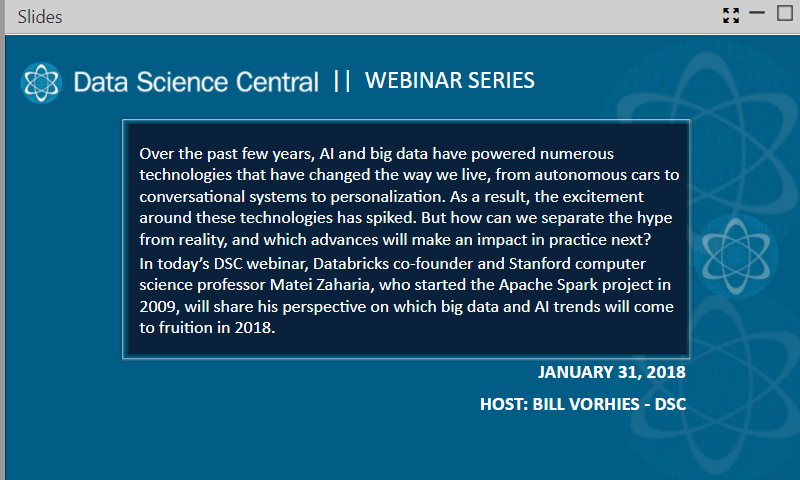 Slides
Data Science Central || WEBINAR SERIES
Over the past few years, AI and big data have powered numerous
technologies that have changed the way we live, from autonomous cars to
conversational systems to personalization. As a result, the excitement
around these technologies has spiked. But how can we separate the hype
from reality, and which advances will make an impact in practice next?
In today’s DSC webinar, Databricks co-founder and Stanford computer
science professor Matei Zaharia, who started the Apache Spark project in
2009, will share his perspective on which big data and AI trends will come
to fruition in 2018.
JANUARY 31, 2018
HOST: BILL VORHIES - DSC